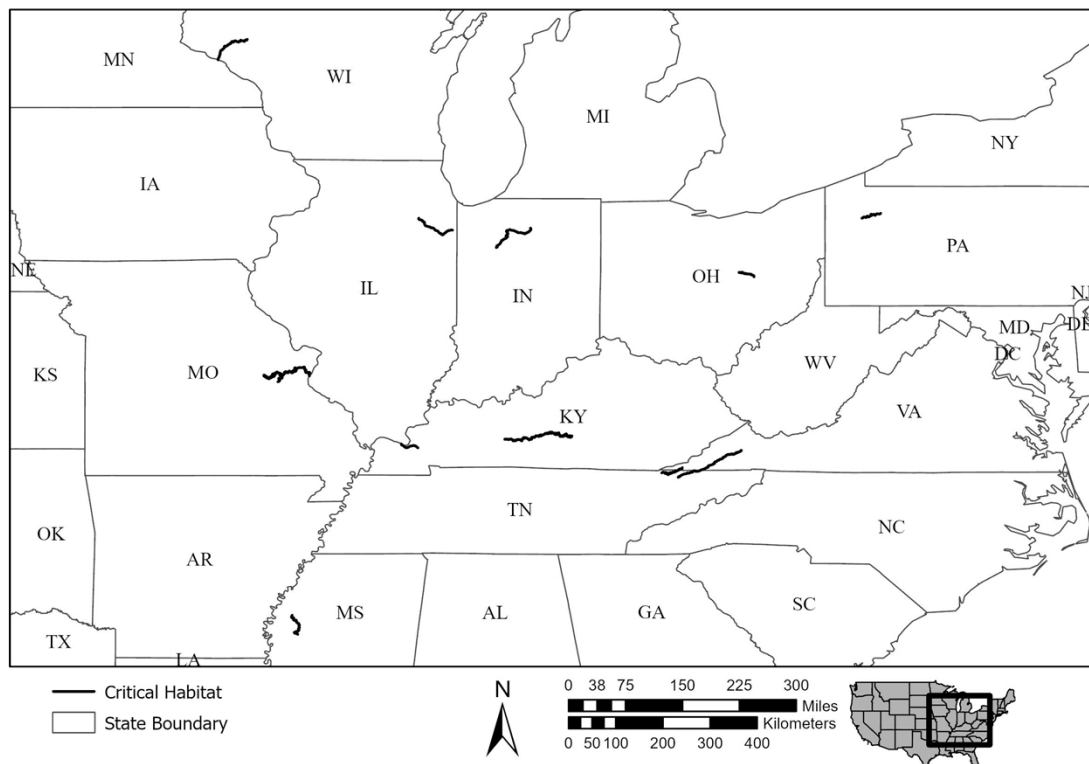 MN
WI
MI
NY
IA
PA
NE
IL
IN
OH
NJ
MD
DE
DC
KS
MO
WV
VA
KY
OK
TN
NC
AR
MS
AL
GA
SC
TX
LA
Critical Habitat
State Boundary
N
0 38 75 150 225 300
Miles
Kilometers
0 50 100 200 300 400